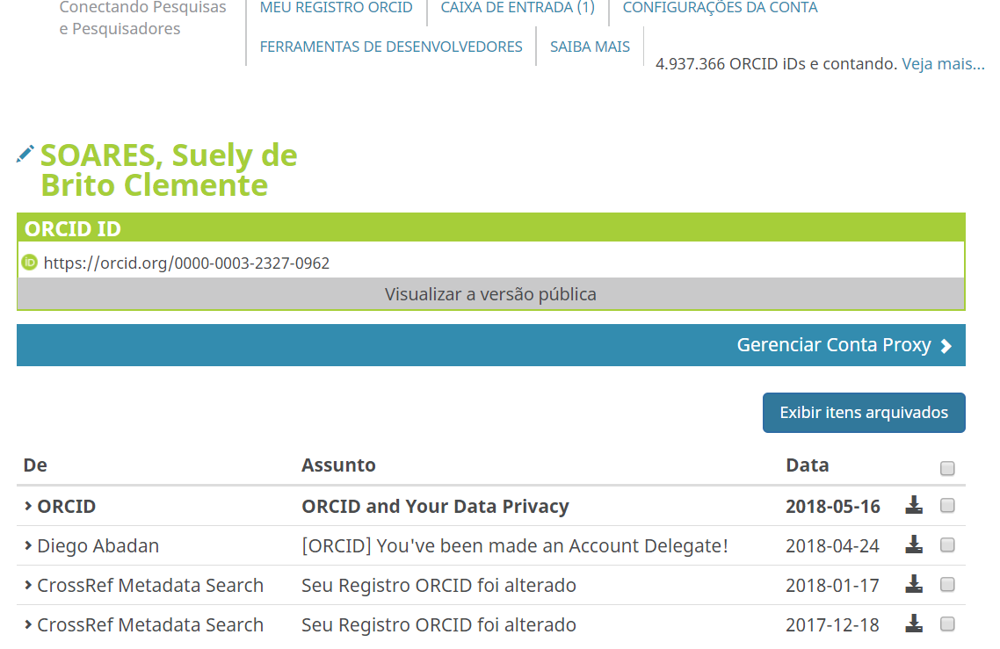 Conectando Pesquisas
e Pesquisadores
MEU REGISTRO ORCID
CAIXA DE ENTRADA (1)
CONFIGURAÇÕES DA CONTA
FERRAMENTAS DE DESENVOLVEDORES
SAIBA MAIS
4.937.366 ORCID iDs e contando. Veja mais...
SOARES, Suely de
Brito Clemente
ORCID ID
iD https://orcid.org/0000-0003-2327-0962
Visualizar a versão pública
Gerenciar Conta Proxy
Exibir itens arquivados
De Assunto Data
ORCID ORCID and Your Data Privacy 2018-05-16
Diego Abadan [ORCID] You've been made an Account Delegate! 2018-04-24
CrossRef Metadata Search Seu Registro ORCID foi alterado 2018-01-17
CrossRef Metadata Search Seu Registro ORCID foi alterado 2017-12-18